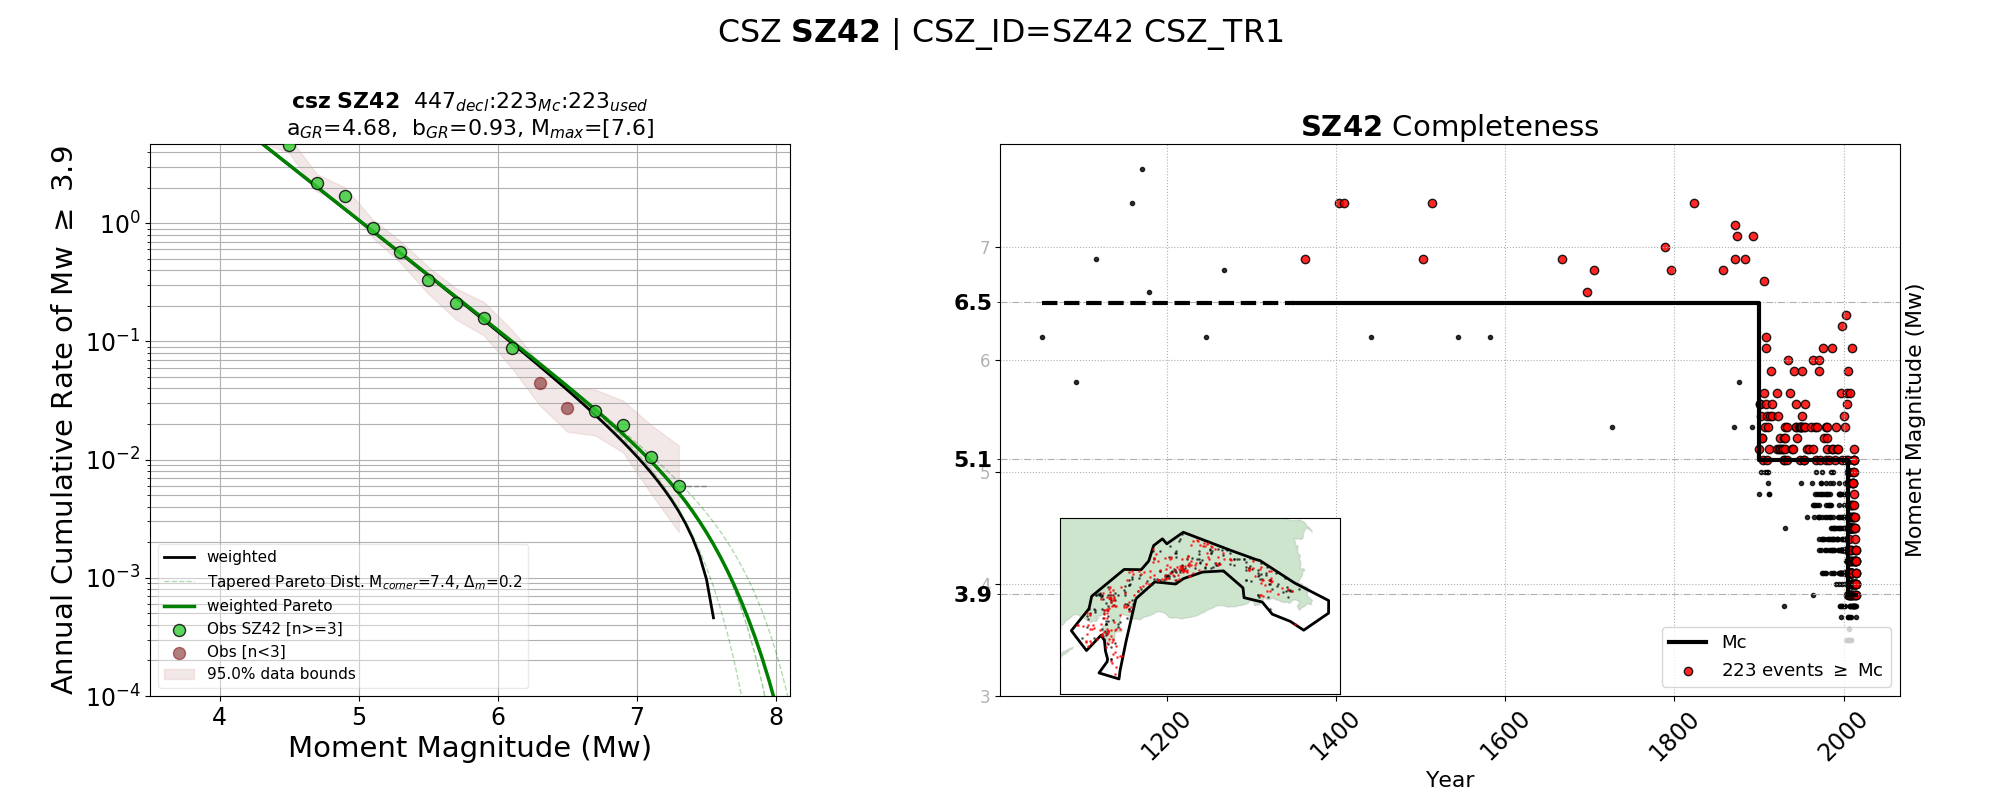 CSZ SZ42 | CSZ_ID=SZ42 CSZ_TR1
csz SZ42 447decl:223Mc:223used
aGR=4.68, bGR=0.93, Mmax=[7.6]
Annual Cumulative Rate of Mw ≥ 3.9
10^0
10^-1
10^-2
10^-3
10^-4
weighted
Tapered Pareto Dist. Mcorner=7.4, Δm=0.2
weighted Pareto
Obs SZ42 [n>=3]
Obs [n<3]
95.0% data bounds
4 5 6 7 8
Moment Magnitude (Mw)
SZ42 Completeness
7
6.5
6
5.1
5
4
3.9
3
Moment Magnitude (Mw)
Mc
223 events ≥ Mc
1200 1400 1600 1800 2000
Year